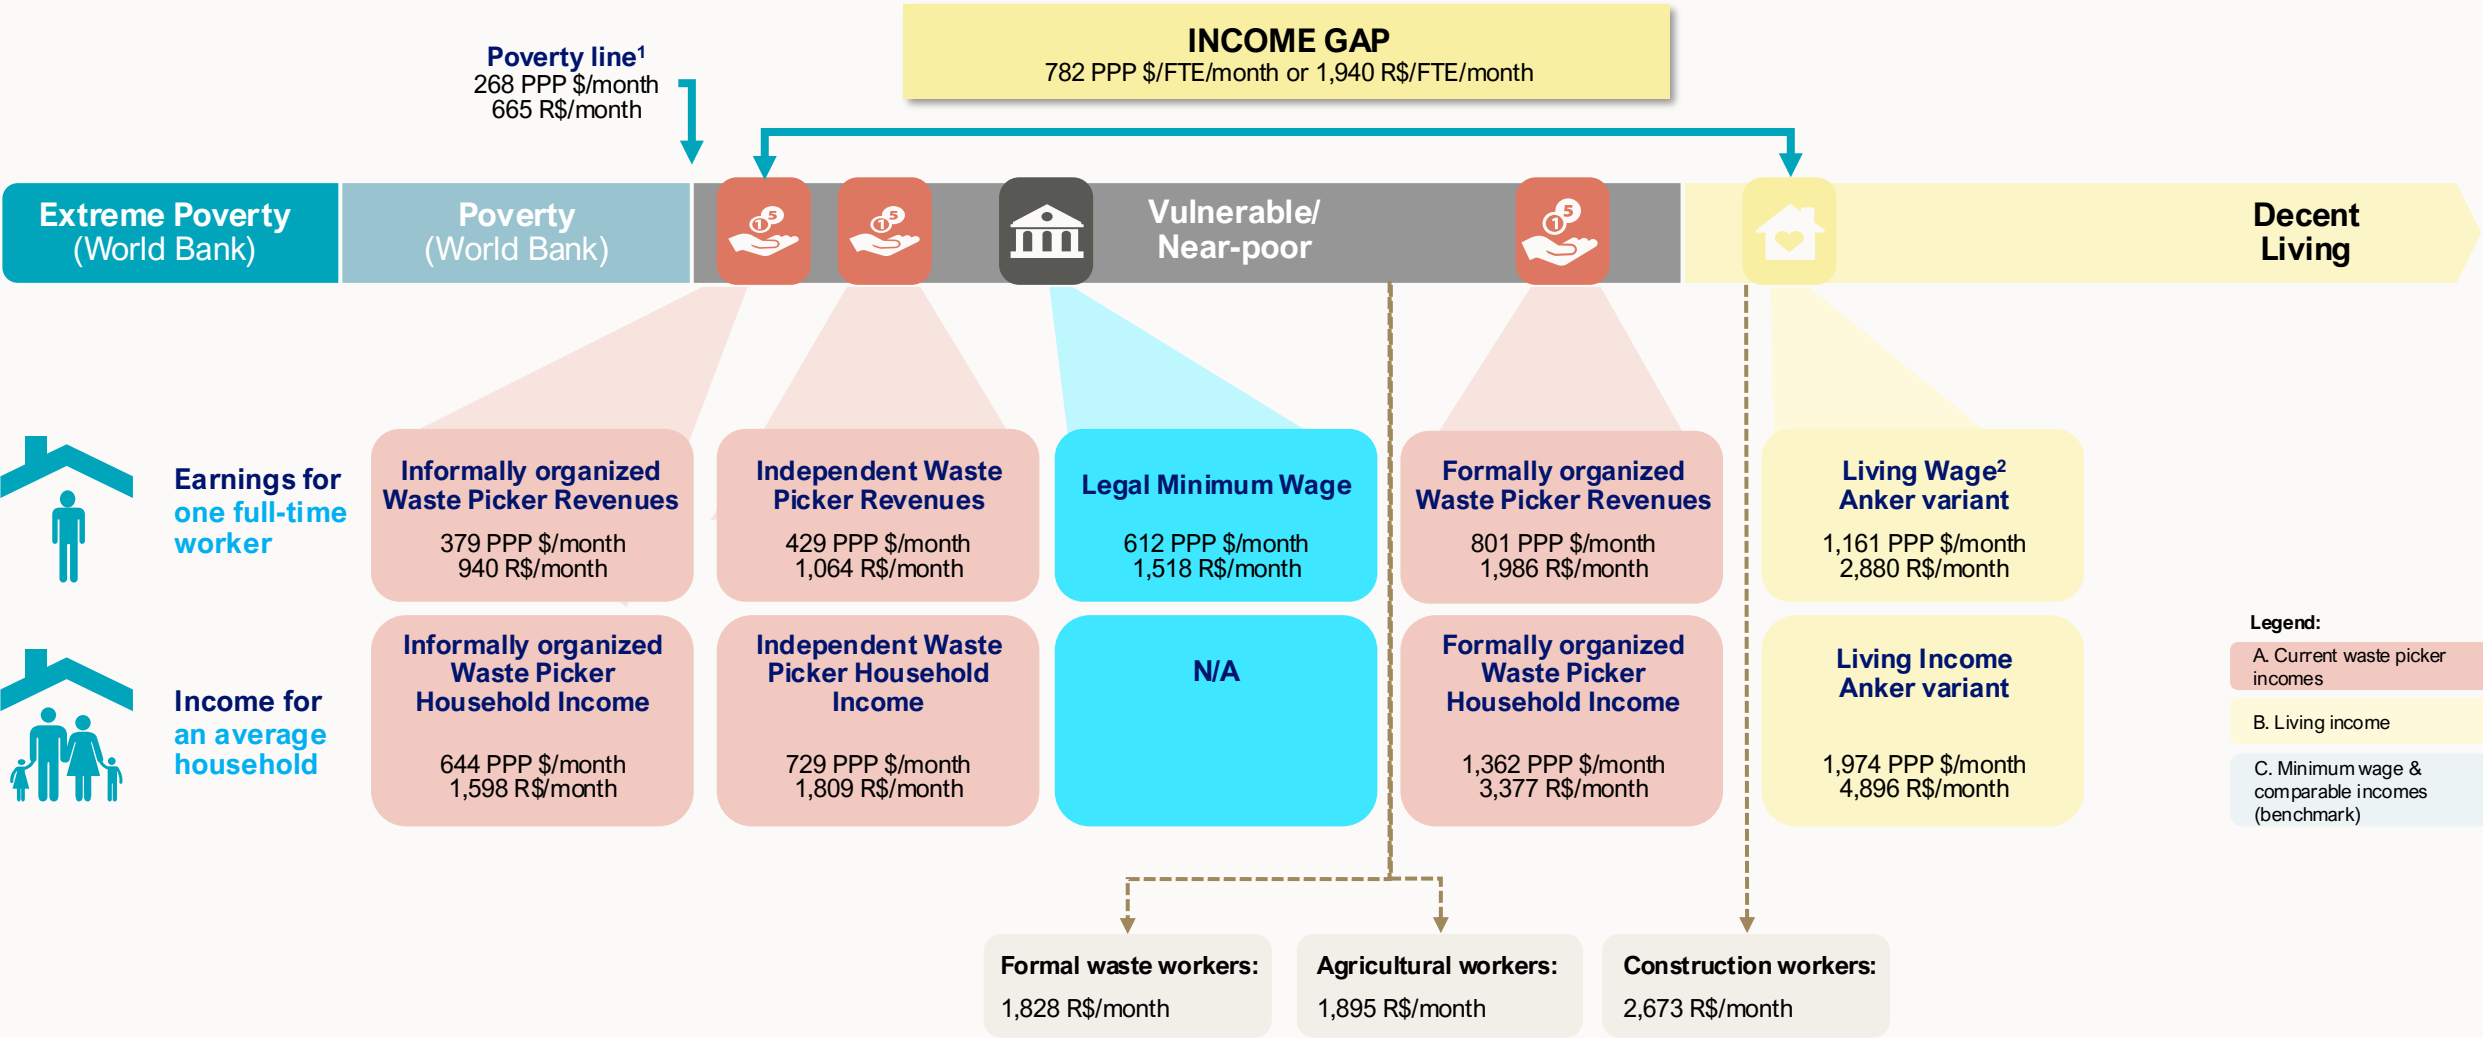 INCOME GAP
782 PPP $/FTE/month or 1,940 R$/FTE/month
Poverty line¹
268 PPP $/month
665 R$/month
Extreme Poverty
(World Bank)
Poverty
(World Bank)
1 5
1 5
Vulnerable/
Near-poor
1 5
Decent
Living
Earnings for
one full-time
worker
Informally organized
Waste Picker Revenues
379 PPP $/month
940 R$/month
Independent Waste
Picker Revenues
429 PPP $/month
1,064 R$/month
Legal Minimum Wage
612 PPP $/month
1,518 R$/month
Formally organized
Waste Picker Revenues
801 PPP $/month
1,986 R$/month
Living Wage²
Anker variant
1,161 PPP $/month
2,880 R$/month
Income for
an average
household
Informally organized
Waste Picker
Household Income
644 PPP $/month
1,598 R$/month
Independent Waste
Picker Household
Income
729 PPP $/month
1,809 R$/month
N/A
Formally organized
Waste Picker
Household Income
1,362 PPP $/month
3,377 R$/month
Living Income
Anker variant
1,974 PPP $/month
4,896 R$/month
Legend:
A. Current waste picker
incomes
B. Living income
C. Minimum wage &
comparable incomes
(benchmark)
Formal waste workers:
1,828 R$/month
Agricultural workers:
1,895 R$/month
Construction workers:
2,673 R$/month